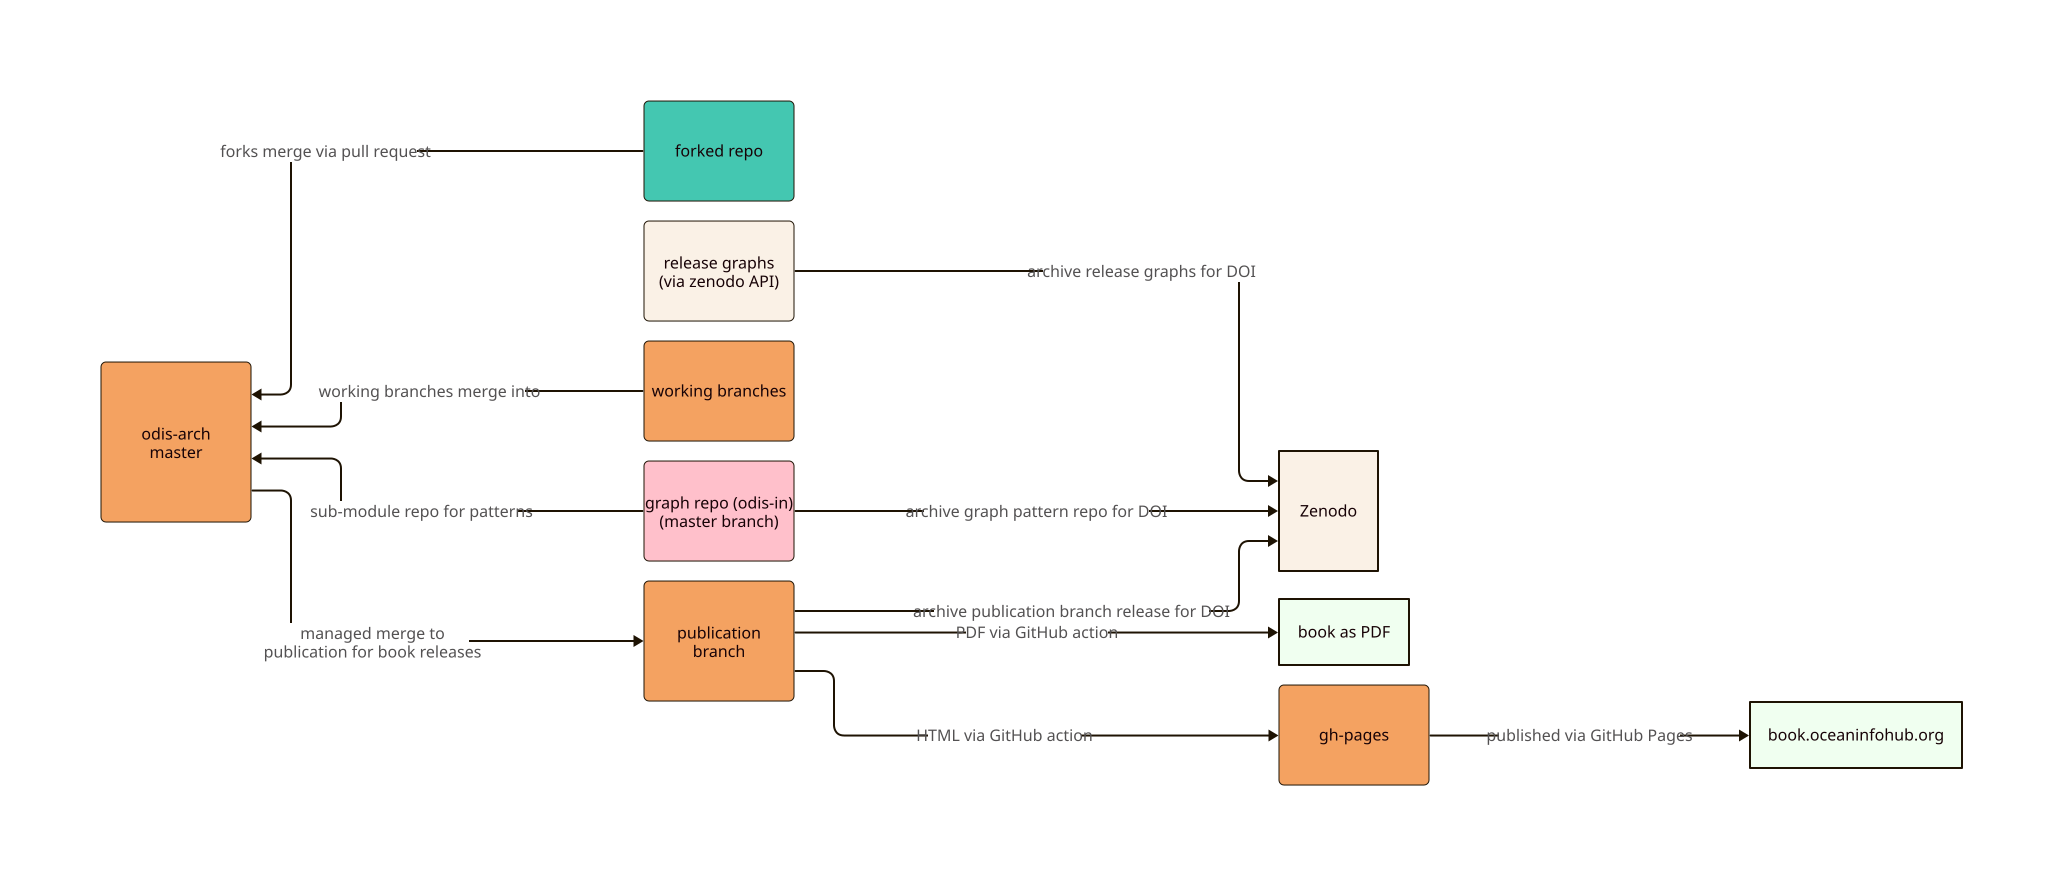 forks merge via pull request
forked repo
release graphs
(via zenodo API)
archive release graphs for DOI
working branches merge into
working branches
odis-arch
master
sub-module repo for patterns
graph repo (odis-in)
(master branch)
archive graph pattern repo for DOI
Zenodo
managed merge to
publication for book releases
publication
branch
archive publication branch release for DOI
PDF via GitHub action
book as PDF
HTML via GitHub action
gh-pages
published via GitHub Pages
book.oceaninfohub.org